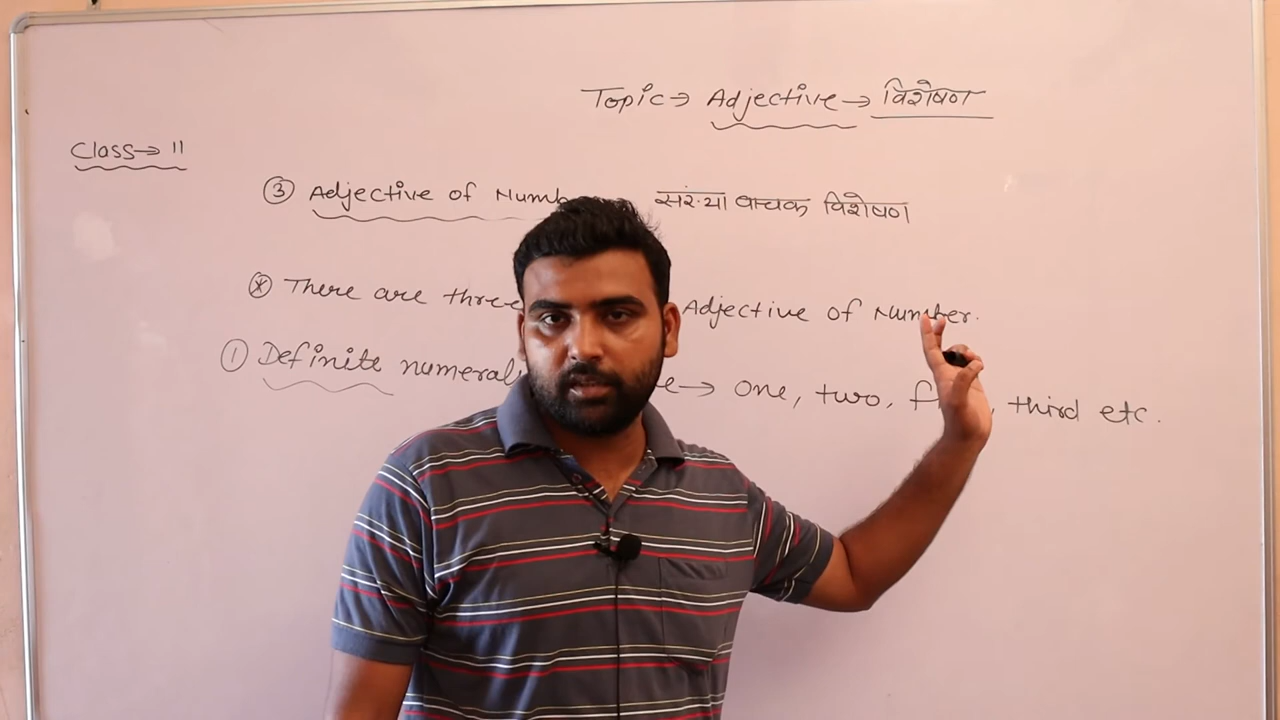 Topic → Adjective → विशेषण
Class → 11
③ Adjective of संख्या वाचक विशेषण
There are three Adjective of Number.
① Definite → one, two, third etc.